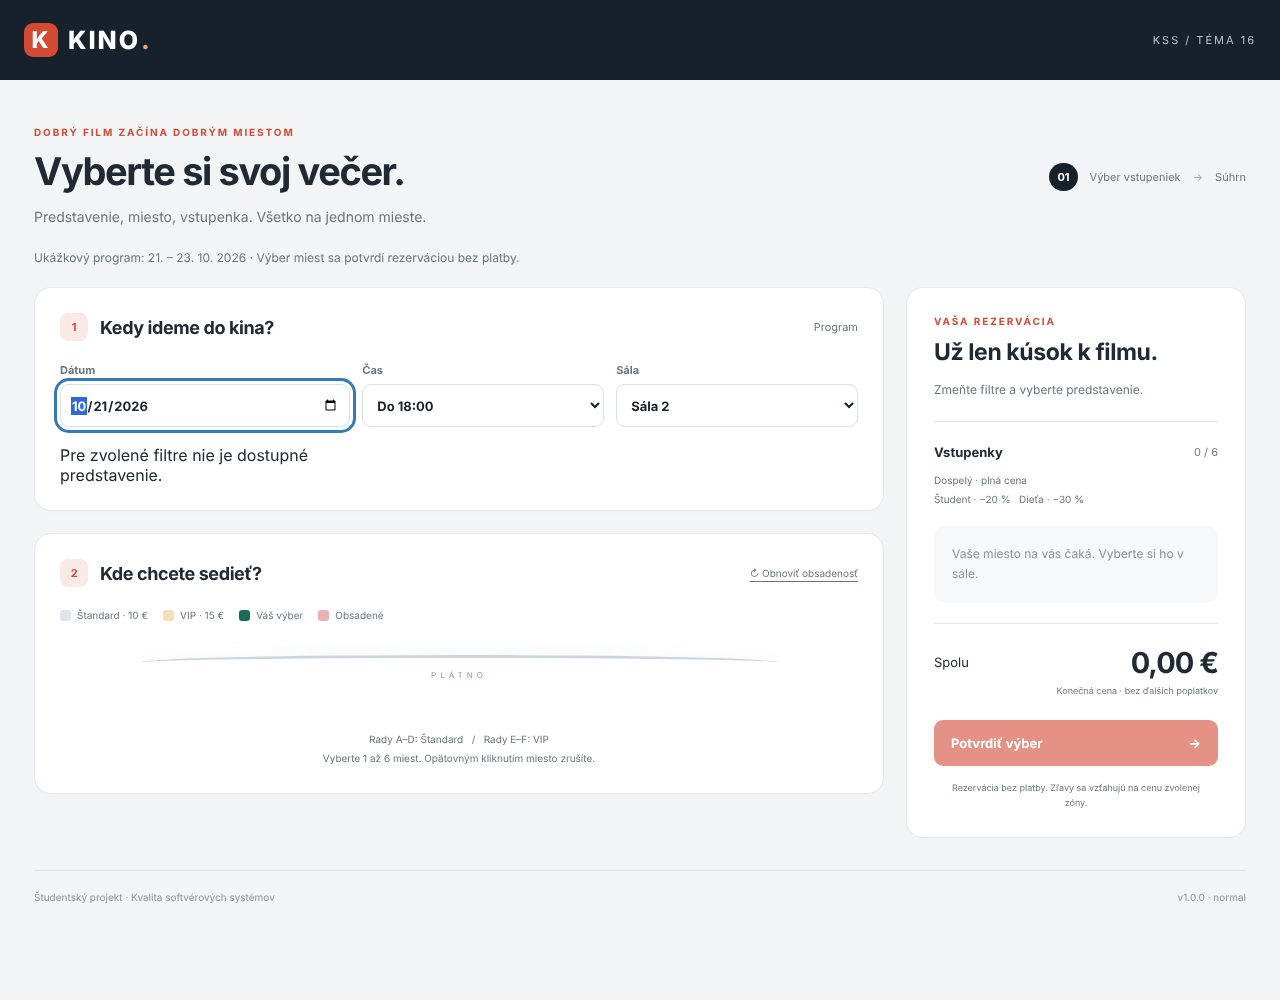 K KINO.
KSS / TÉMA 16
DOBRÝ FILM ZAČÍNA DOBRÝM MIESTOM
Vyberte si svoj večer.
01 Výber vstupeniek → Súhrn
Predstavenie, miesto, vstupenka. Všetko na jednom mieste.
Ukážkový program: 21. – 23. 10. 2026 · Výber miest sa potvrdí rezerváciou bez platby.
1 Kedy ideme do kina?
Program
Dátum
Čas
Sála
10/21/2026
Do 18:00
Sála 2
Pre zvolené filtre nie je dostupné
predstavenie.
2 Kde chcete sedieť?
↻ Obnoviť obsadenosť
Štandard · 10 €
VIP · 15 €
Váš výber
Obsadené
PLÁTNO
Rady A–D: Štandard / Rady E–F: VIP
Vyberte 1 až 6 miest. Opätovným kliknutím miesto zrušíte.
VAŠA REZERVÁCIA
Už len kúsok k filmu.
Zmeňte filtre a vyberte predstavenie.
Vstupenky
0 / 6
Dospelý · plná cena
Študent · −20 % Dieťa · −30 %
Vaše miesto na vás čaká. Vyberte si ho v
sále.
Spolu
0,00 €
Konečná cena · bez ďalších poplatkov
Potvrdiť výber →
Rezervácia bez platby. Zľavy sa vzťahujú na cenu zvolenej
zóny.
Študentský projekt · Kvalita softvérových systémov
v1.0.0 · normal